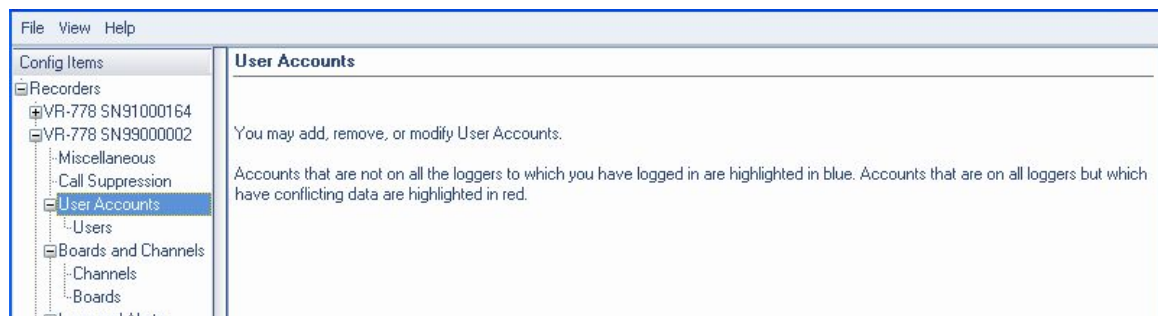 File View Help
Config Items
Recorders
VR-778 SN91000164
VR-778 SN99000002
Miscellaneous
Call Suppression
User Accounts
Users
Boards and Channels
Channels
Boards
User Accounts
You may add, remove, or modify User Accounts.
Accounts that are not on all the loggers to which you have logged in are highlighted in blue. Accounts that are on all loggers but which
have conflicting data are highlighted in red.